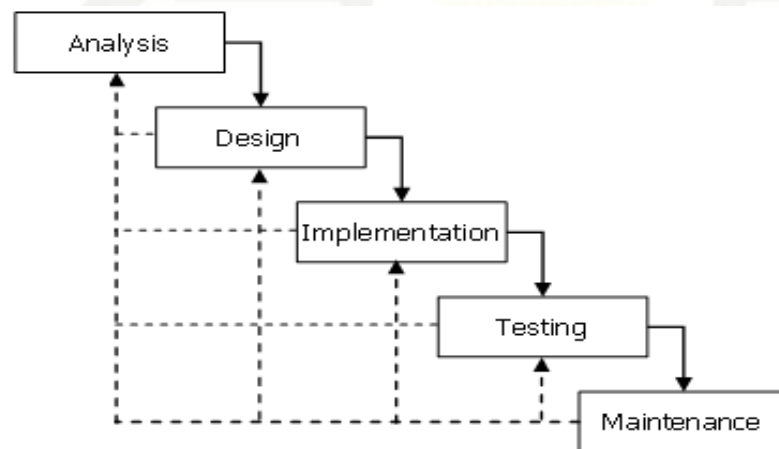 Analysis
Design
Implementation
Testing
Maintenance